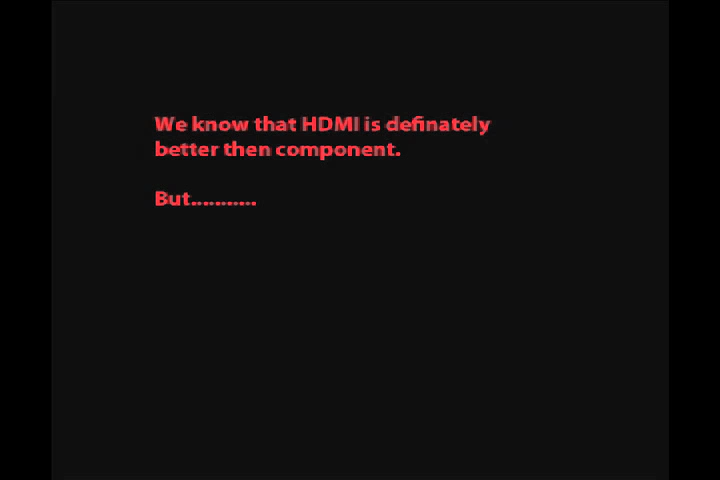 We know that HDMI is definately
better then component.
But...........